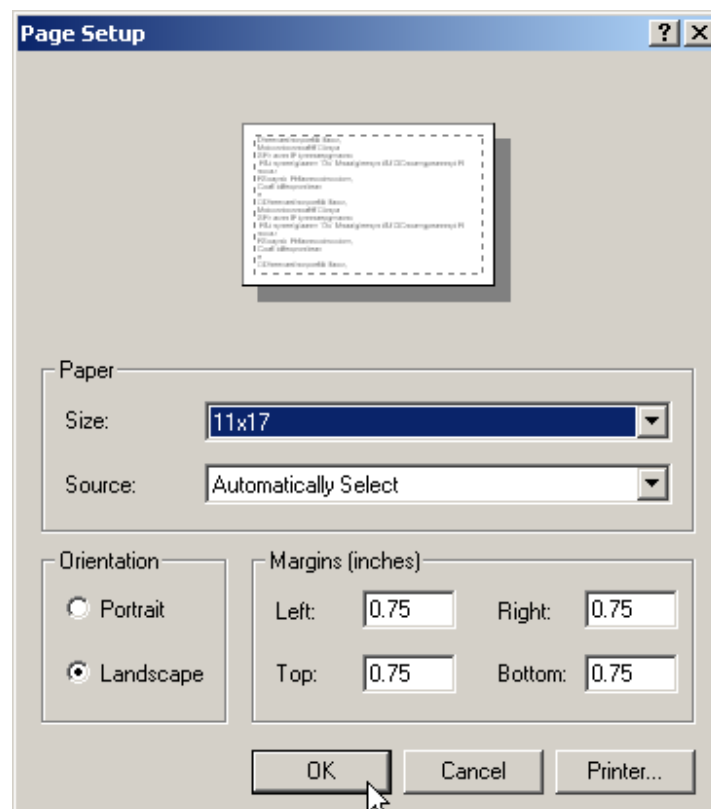 Page Setup
Paper
Size: 11x17
Source: Automatically Select
Orientation
Portrait
Landscape
Margins (inches)
Left: 0.75 Right: 0.75
Top: 0.75 Bottom: 0.75
OK Cancel Printer...